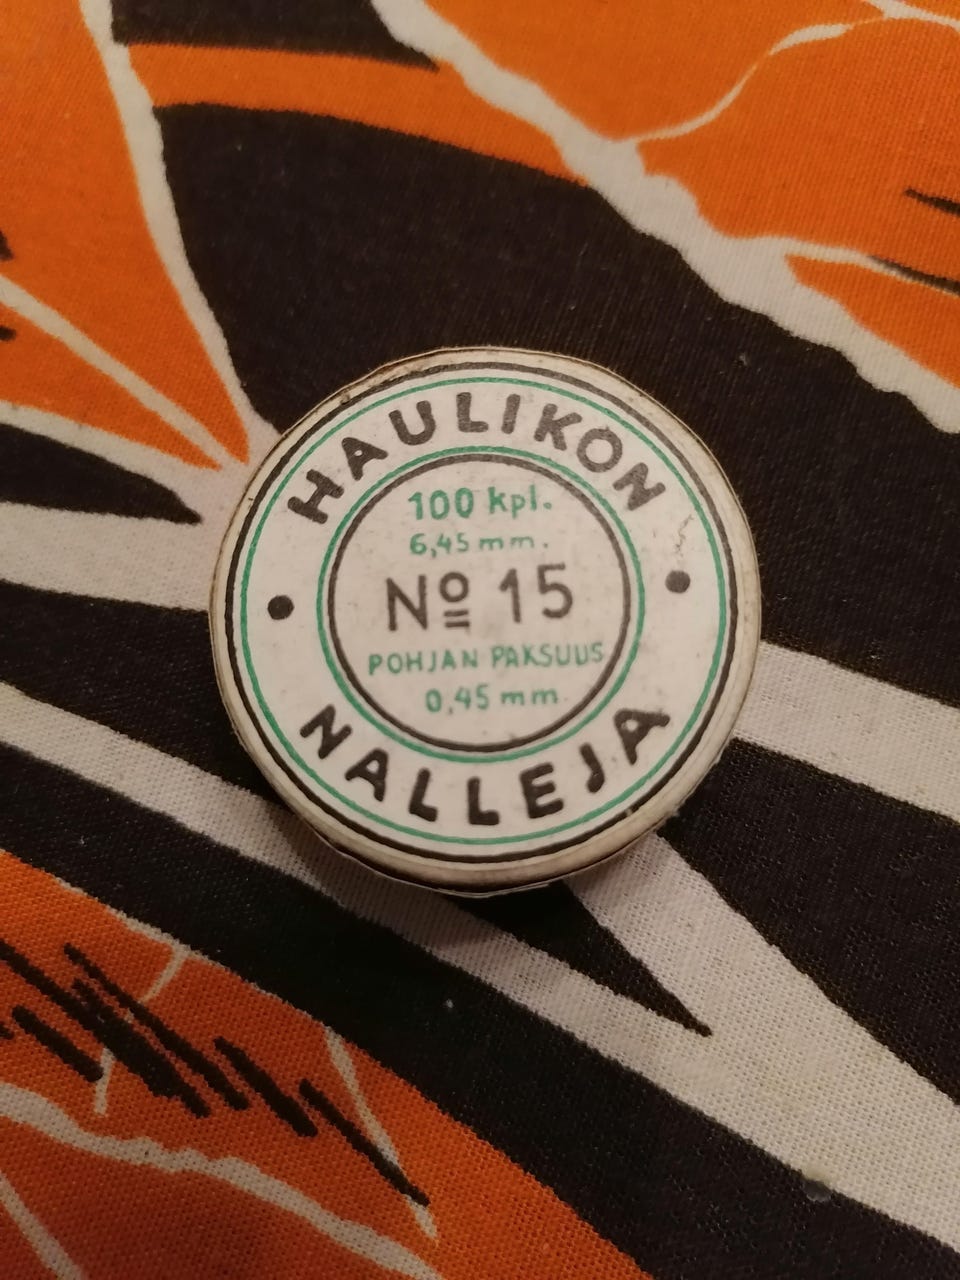 HAULIKON
100 kpl.
6,45 mm.
Nº 15
POHJAN PAKSUUS
0,45 mm.
NALLEJA